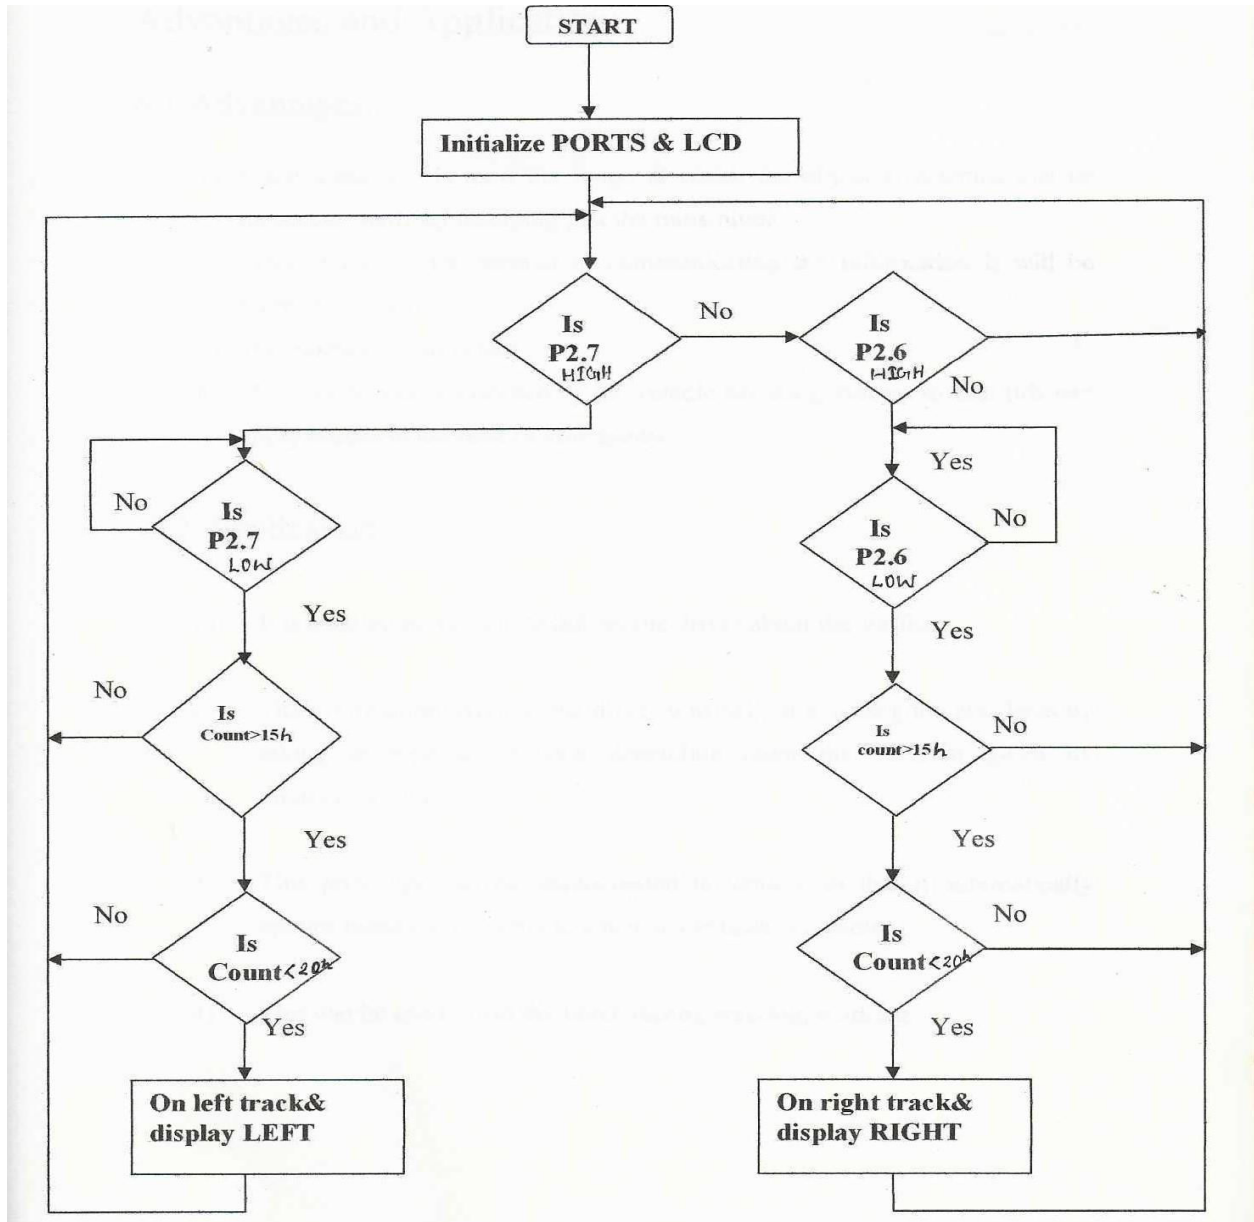 START
Initialize PORTS & LCD
Is
P2.7
HIGH
No
Is
P2.6
HIGH
No
Yes
No
Is
P2.7
LOW
Is
P2.6
LOW
No
Yes
Yes
No
Is
Count>15h
Is
count>15h
No
Yes
Yes
No
Is
Count<20h
Is
Count<20h
No
Yes
Yes
On left track&
display LEFT
On right track&
display RIGHT